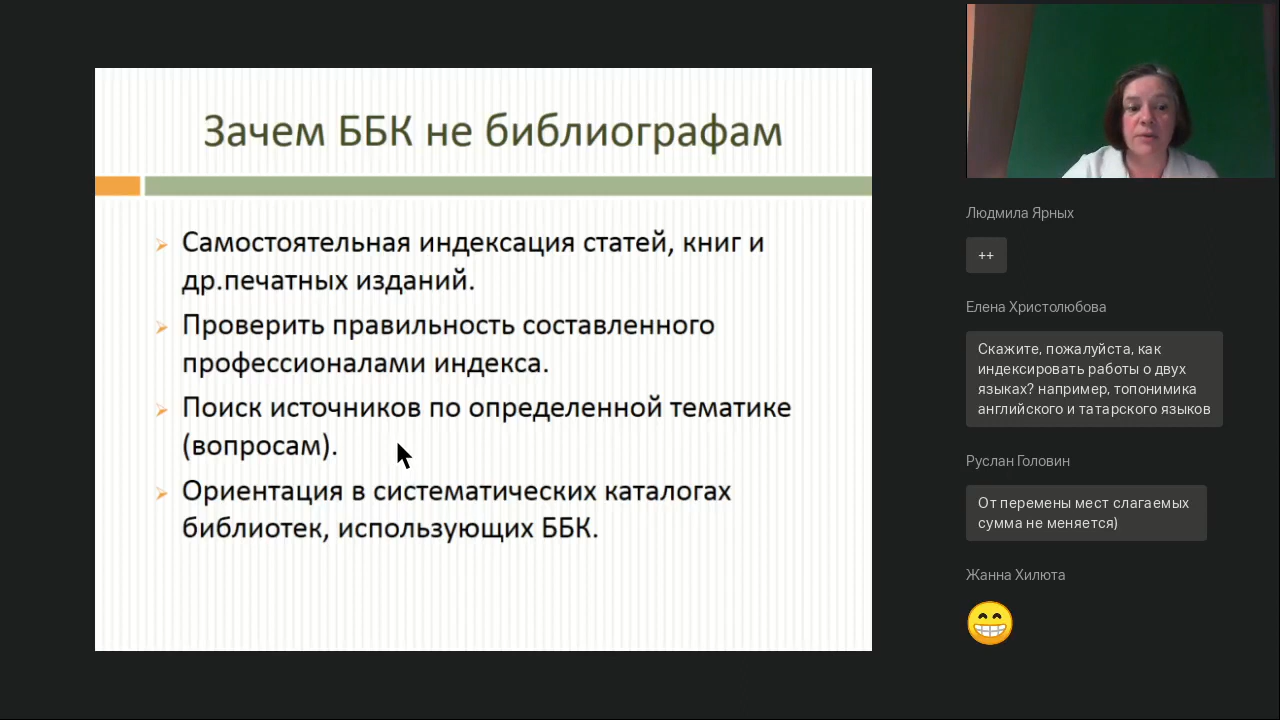 Зачем ББК не библиографам
Самостоятельная индексация статей, книг и
др.печатных изданий.
Проверить правильность составленного
профессионалами индекса.
Поиск источников по определенной тематике
(вопросам).
Ориентация в систематических каталогах
библиотек, использующих ББК.
Людмила Ярных
++
Елена Христолюбова
Скажите, пожалуйста, как
индексировать работы о двух
языках? например, топонимика
английского и татарского языков
Руслан Головин
От перемены мест слагаемых
сумма не меняется)
Жанна Хилюта